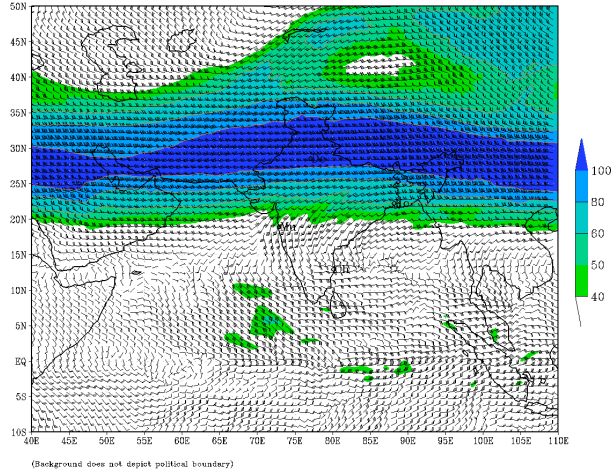 50N
45N
40N
35N
30N
25N
20N
15N
10N
5N
EQ
5S
10S
40E 45E 50E 55E 60E 65E 70E 75E 80E 85E 90E 95E 100E 105E 110E
100
80
60
50
40
(Background does not depict political boundary)